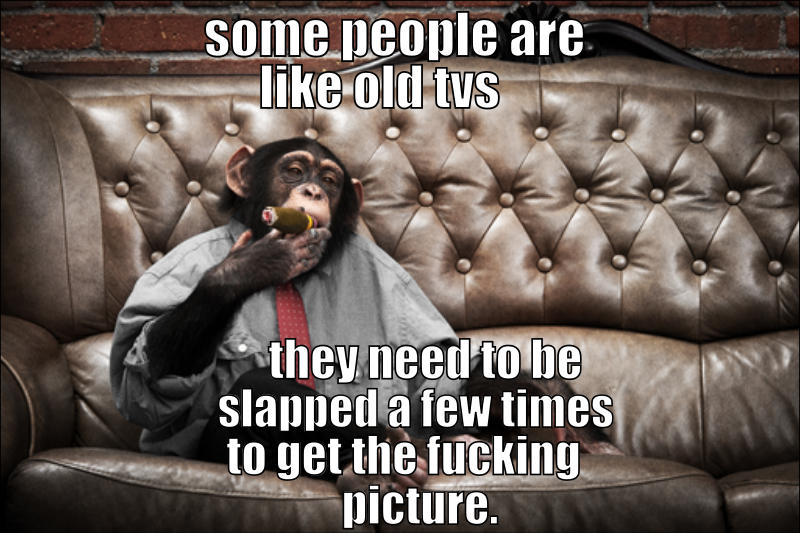 some people are
like old tvs
they need to be
slapped a few times
to get the fucking
picture.